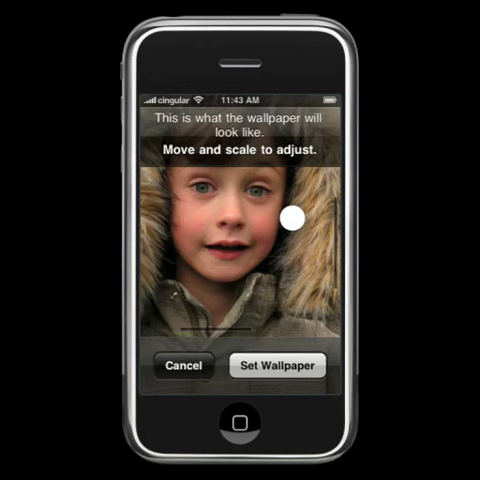 cingular 11:43 AM
This is what the wallpaper will
look like.
Move and scale to adjust.
Cancel Set Wallpaper